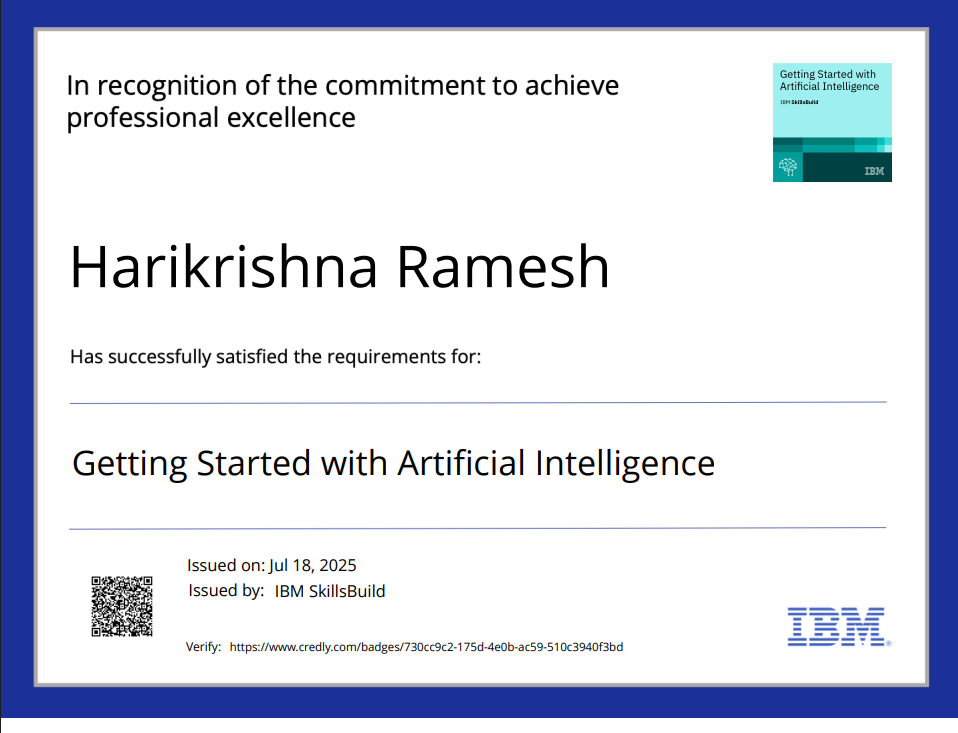 In recognition of the commitment to achieve
professional excellence
Getting Started with
Artificial Intelligence
IBM SkillsBuild
IBM
Harikrishna Ramesh
Has successfully satisfied the requirements for:
Getting Started with Artificial Intelligence
Issued on: Jul 18, 2025
Issued by: IBM SkillsBuild
Verify: https://www.credly.com/badges/730cc9c2-175d-4e0b-ac59-510c3940f3bd
IBM®